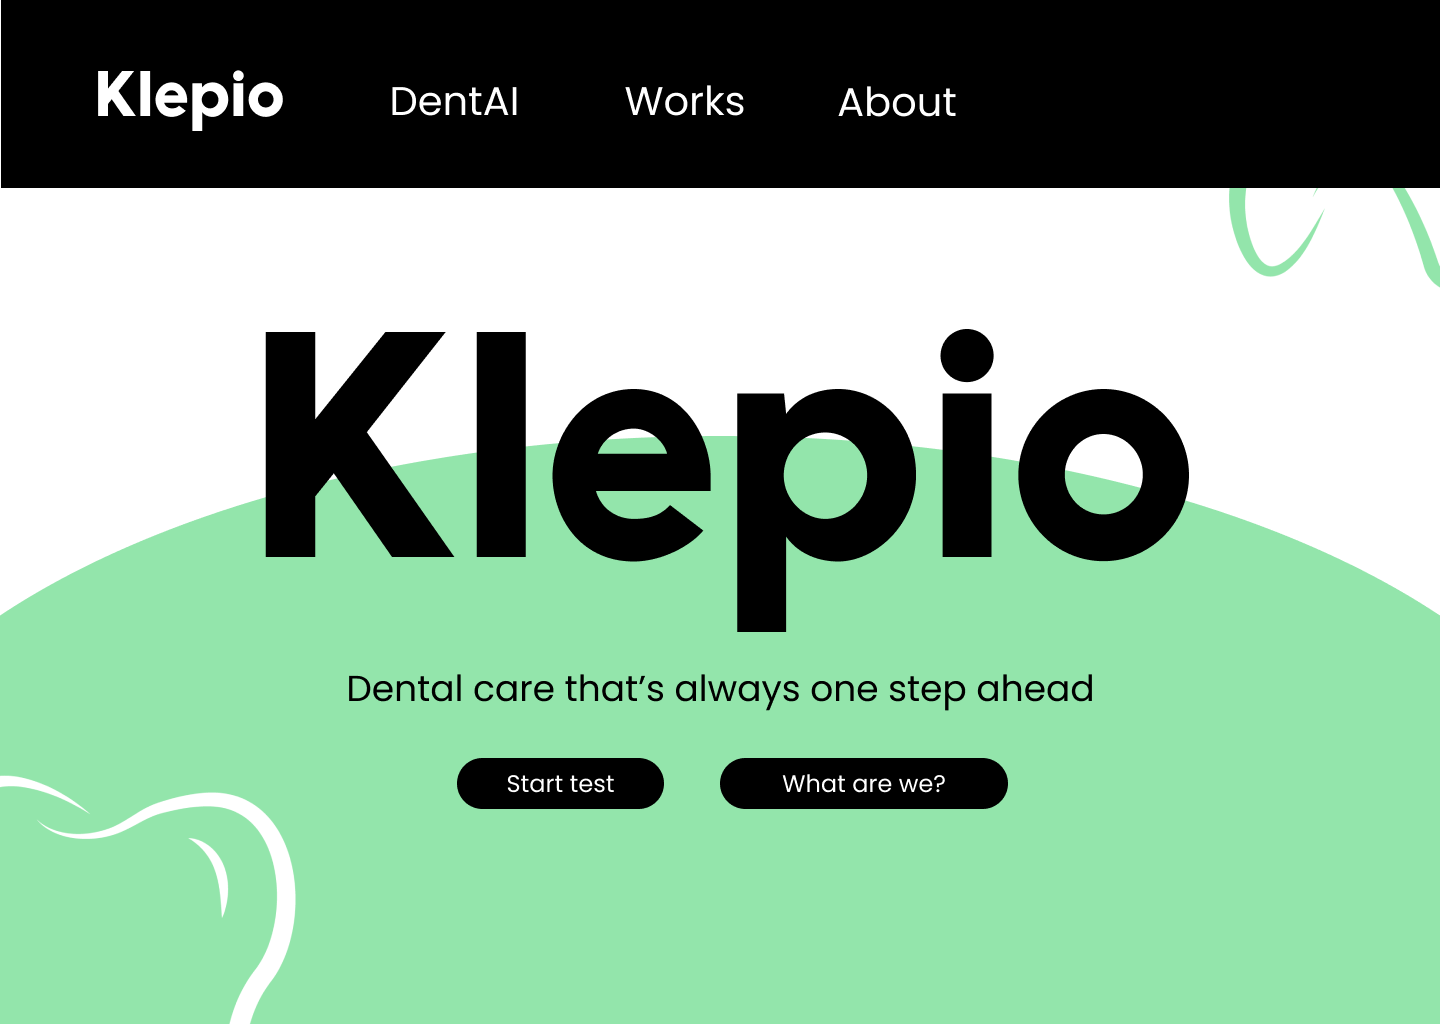 Klepio DentAI Works About
Klepio
Dental care that’s always one step ahead
Start test What are we?